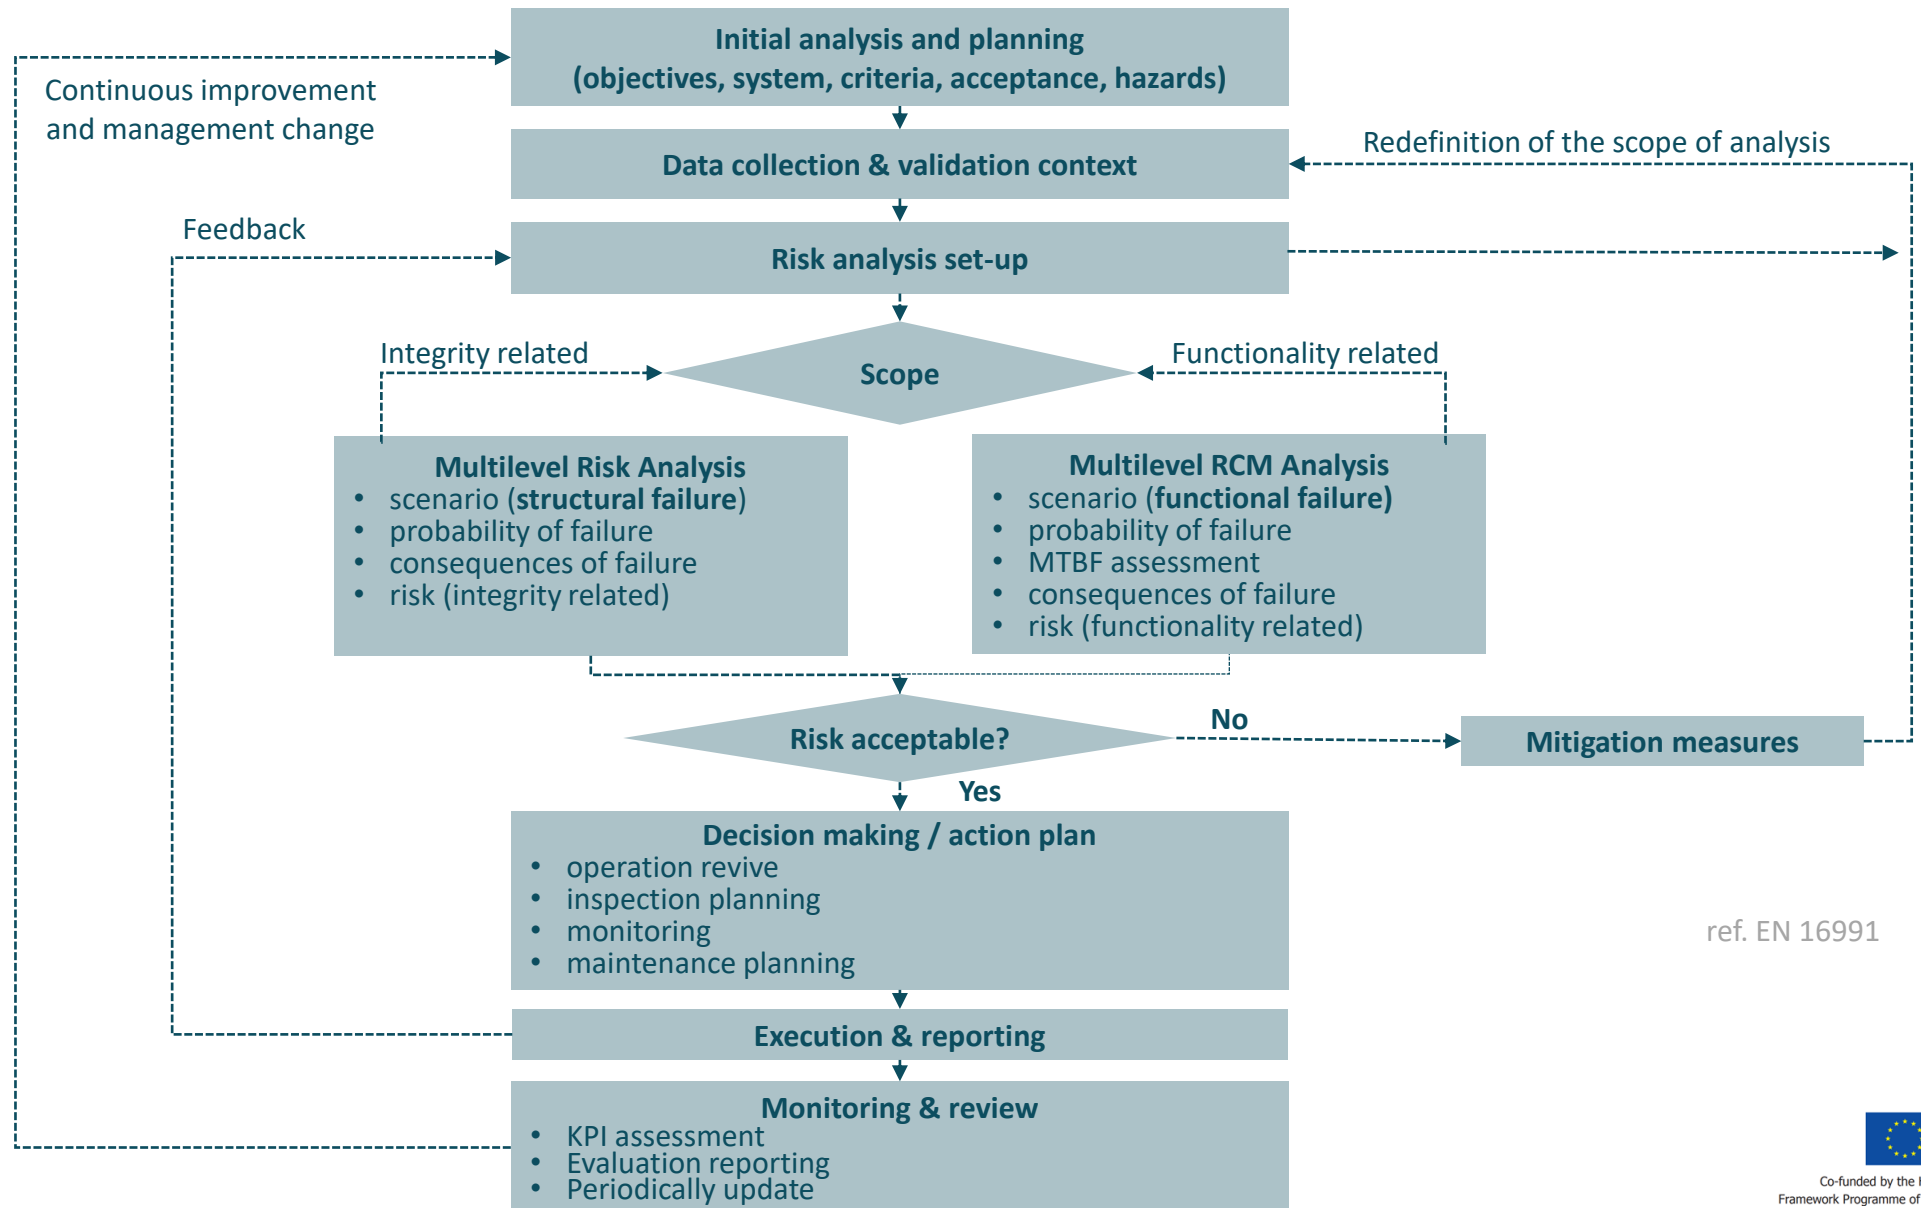 Initial analysis and planning
(objectives, system, criteria, acceptance, hazards)
Continuous improvement
and management change
Data collection & validation context
Redefinition of the scope of analysis
Feedback
Risk analysis set-up
Integrity related
Functionality related
Scope
Multilevel Risk Analysis
• scenario (structural failure)
• probability of failure
• consequences of failure
• risk (integrity related)
Multilevel RCM Analysis
• scenario (functional failure)
• probability of failure
• MTBF assessment
• consequences of failure
• risk (functionality related)
Risk acceptable?
No
Mitigation measures
Yes
Decision making / action plan
• operation revive
• inspection planning
• monitoring
• maintenance planning
ref. EN 16991
Execution & reporting
Monitoring & review
• KPI assessment
• Evaluation reporting
• Periodically update
Co-funded by the
Framework Programme of